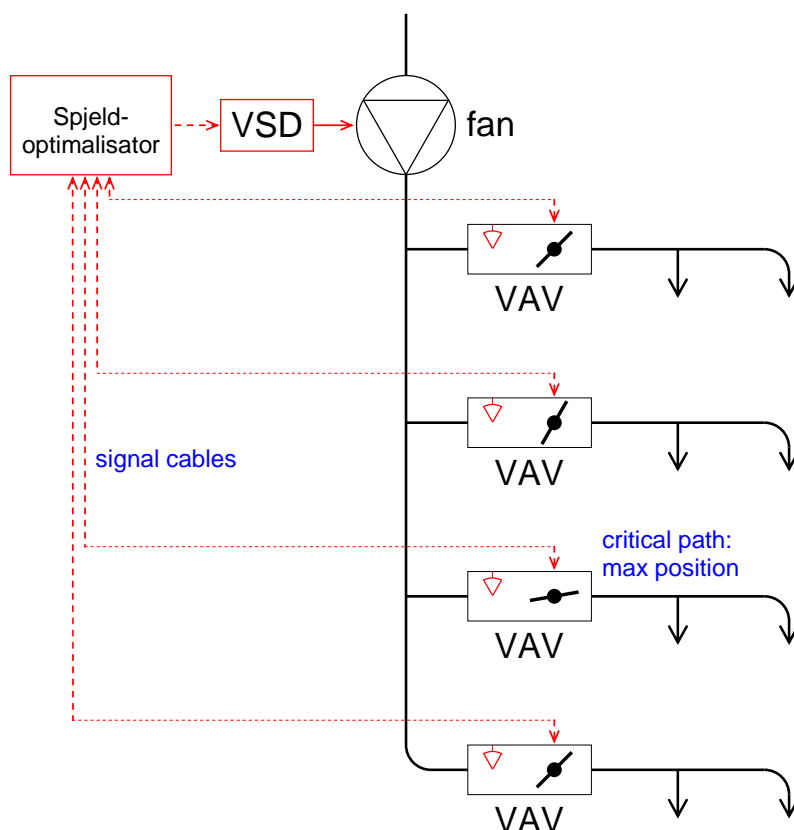 Spjeld-
optimalisator
VSD
fan
VAV
VAV
signal cables
critical path:
max position
VAV
VAV